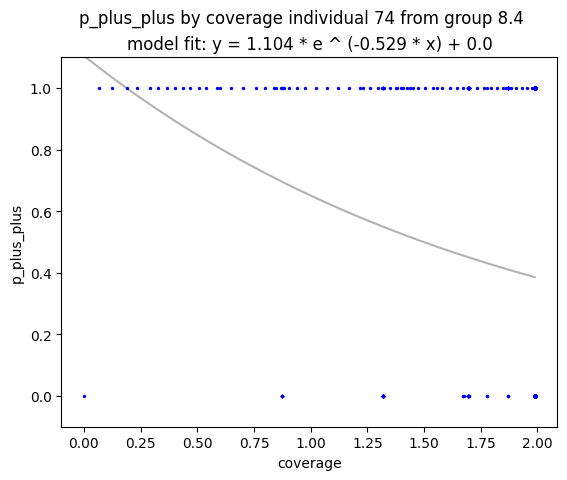 p_plus_plus by coverage individual 74 from group 8.4
model fit: y = 1.104 * e ^ (-0.529 * x) + 0.0
1.0
0.8
0.6
0.4
0.2
0.0
p_plus_plus
0.00 0.25 0.50 0.75 1.00 1.25 1.50 1.75 2.00
coverage